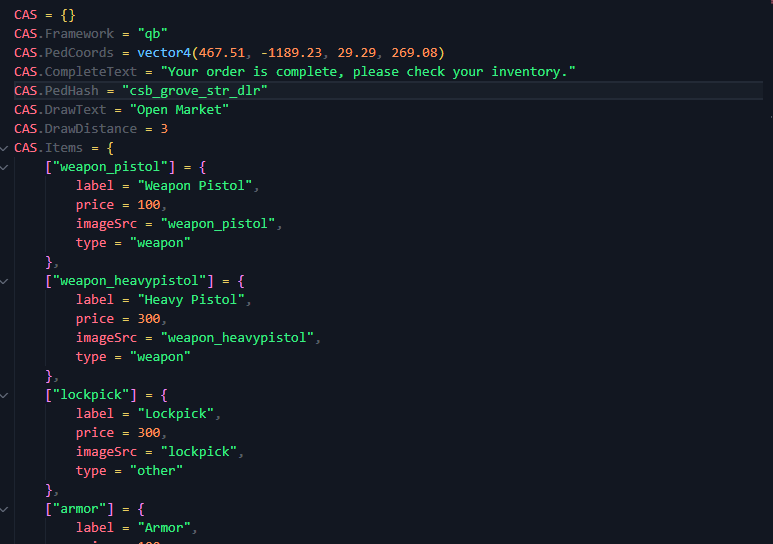 CAS = {}
CAS.Framework = "qb"
CAS.PedCoords = vector4(467.51, -1189.23, 29.29, 269.08)
CAS.CompleteText = "Your order is complete, please check your inventory."
CAS.PedHash = "csb_grove_str_dlr"
CAS.DrawText = "Open Market"
CAS.DrawDistance = 3
CAS.Items = {
    ["weapon_pistol"] = {
        label = "Weapon Pistol",
        price = 100,
        imageSrc = "weapon_pistol",
        type = "weapon"
    },
    ["weapon_heavypistol"] = {
        label = "Heavy Pistol",
        price = 300,
        imageSrc = "weapon_heavypistol",
        type = "weapon"
    },
    ["lockpick"] = {
        label = "Lockpick",
        price = 300,
        imageSrc = "lockpick",
        type = "other"
    },
    ["armor"] = {
        label = "Armor",